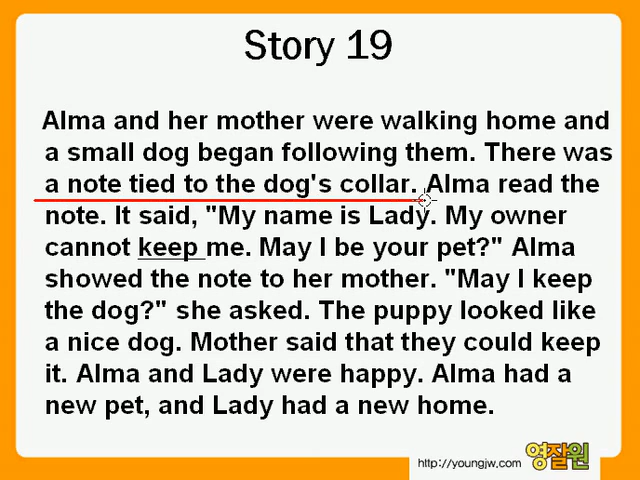 Story 19
Alma and her mother were walking home and
a small dog began following them. There was
a note tied to the dog's collar. Alma read the
note. It said, "My name is Lady. My owner
cannot keep me. May I be your pet?" Alma
showed the note to her mother. "May I keep
the dog?" she asked. The puppy looked like
a nice dog. Mother said that they could keep
it. Alma and Lady were happy. Alma had a
new pet, and Lady had a new home.
http://youngjw.com 영잘원